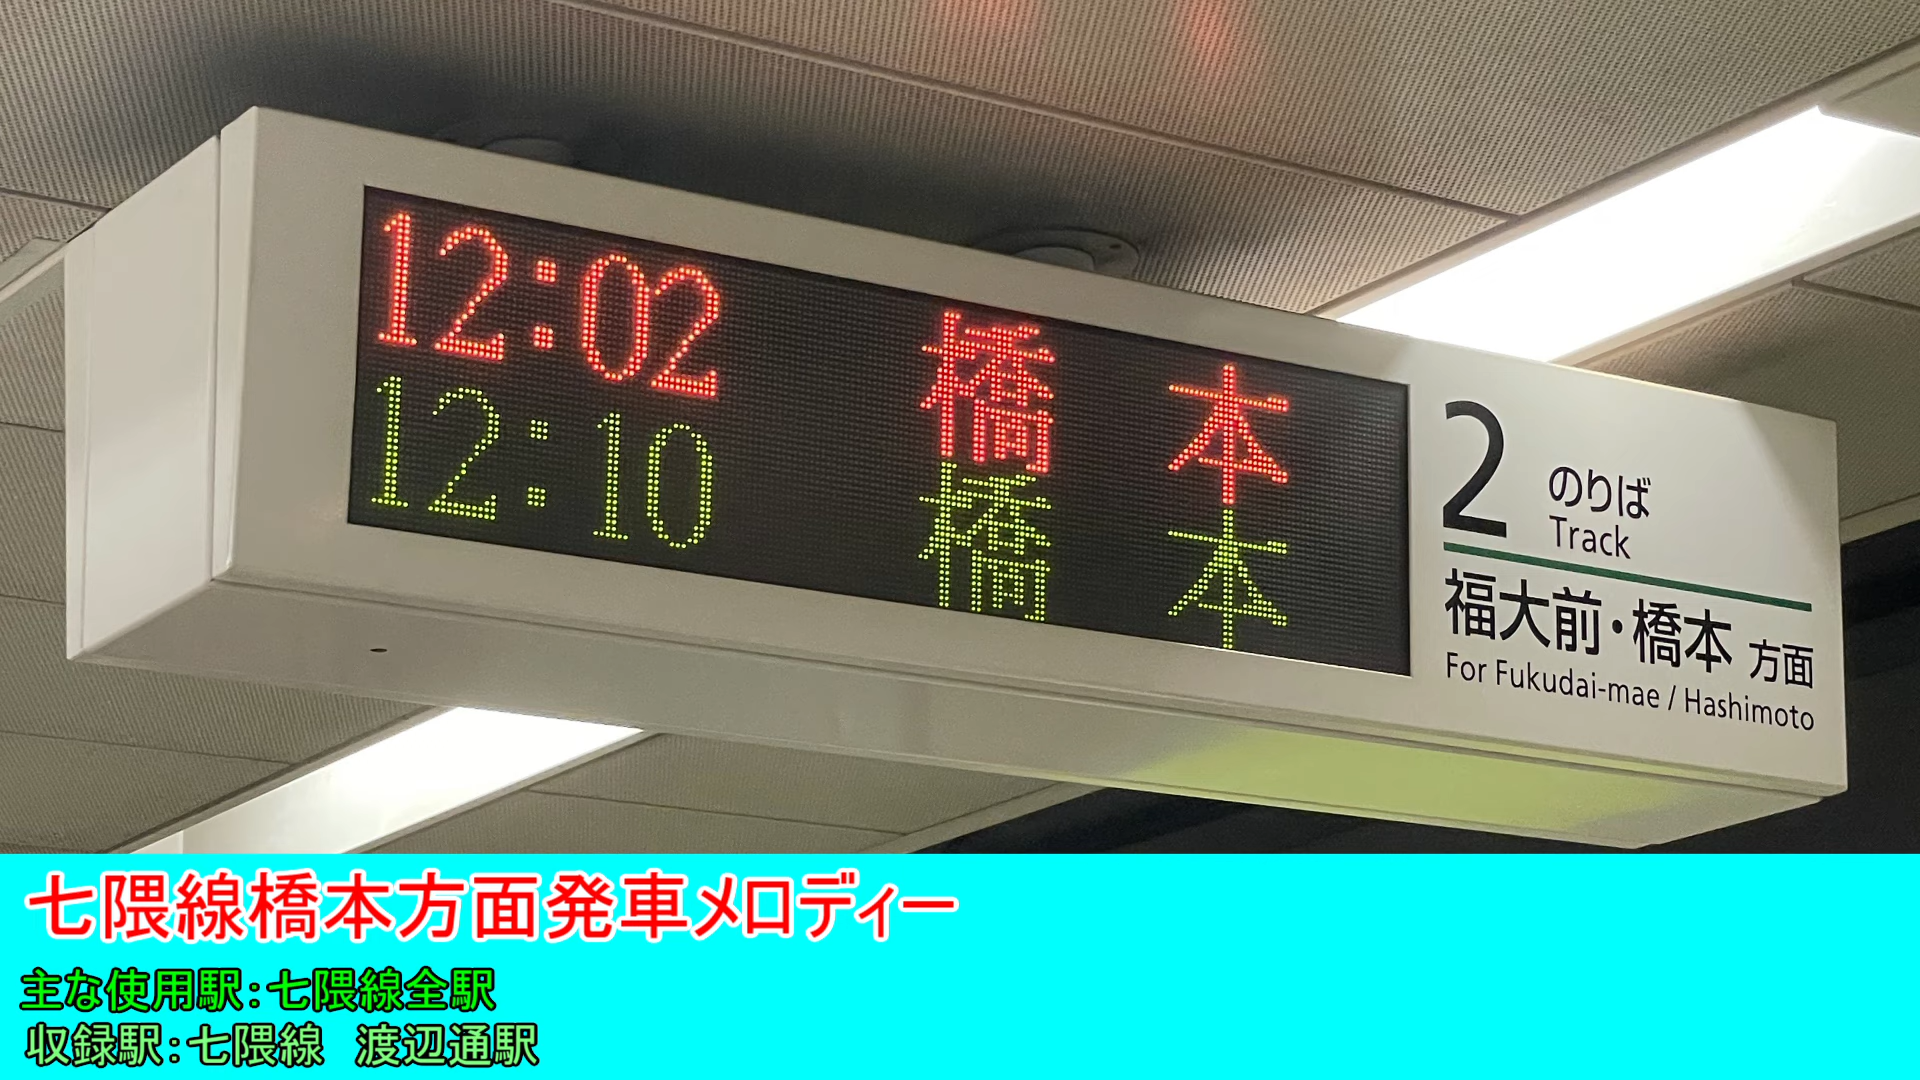 12:02 橋本
12:10 橋本
2 のりば
Track
福大前・橋本 方面
For Fukudai-mae / Hashimoto
七隈線橋本方面発車メロディー
主な使用駅：七隈線全駅
収録駅：七隈線 渡辺通駅